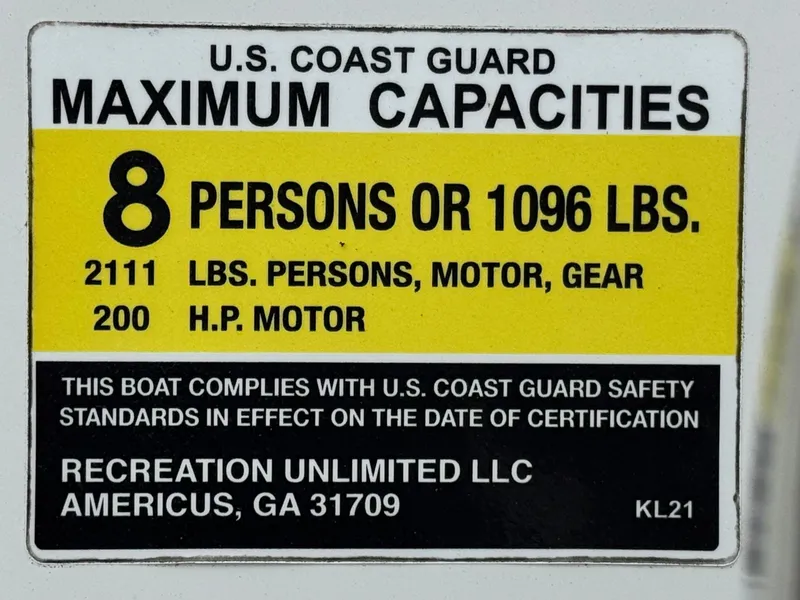 U.S. COAST GUARD
MAXIMUM CAPACITIES
8 PERSONS OR 1096 LBS.
2111 LBS. PERSONS, MOTOR, GEAR
200 H.P. MOTOR
THIS BOAT COMPLIES WITH U.S. COAST GUARD SAFETY
STANDARDS IN EFFECT ON THE DATE OF CERTIFICATION
RECREATION UNLIMITED LLC
AMERICUS, GA 31709
KL21